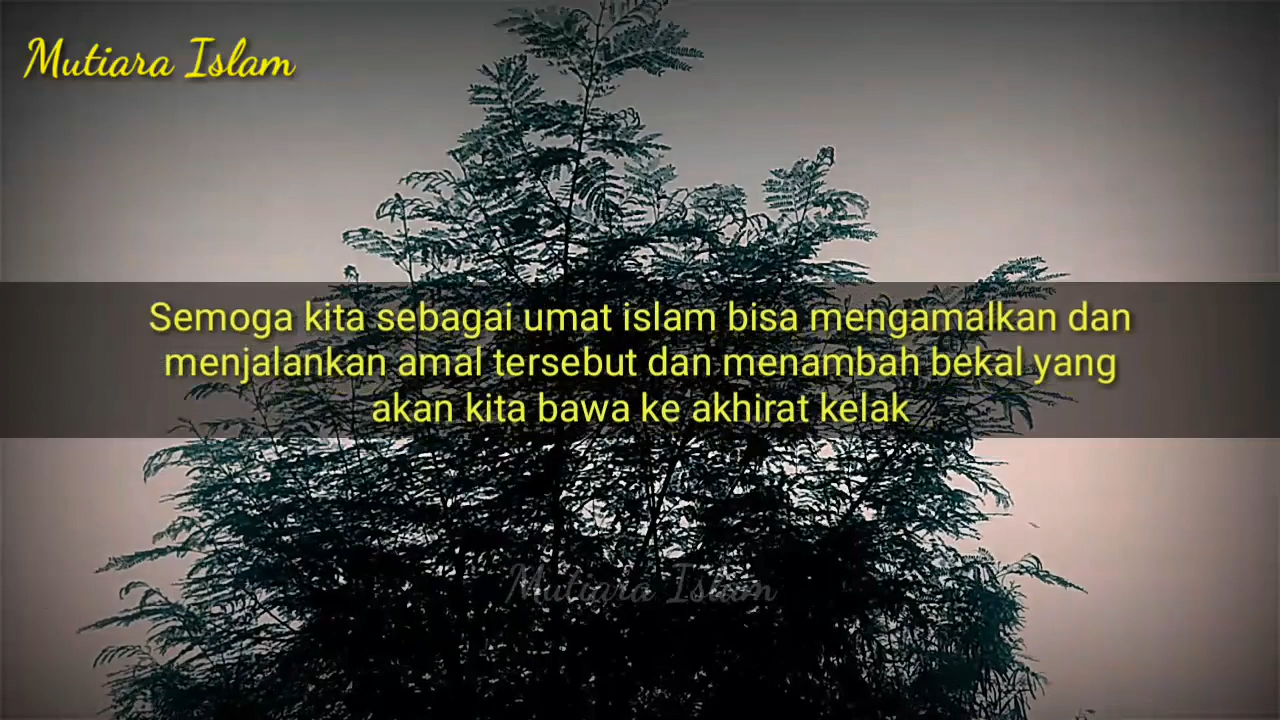 Mutiara Islam
Semoga kita sebagai umat islam bisa mengamalkan dan
menjalankan amal tersebut dan menambah bekal yang
akan kita bawa ke akhirat kelak
Mutiara Islam